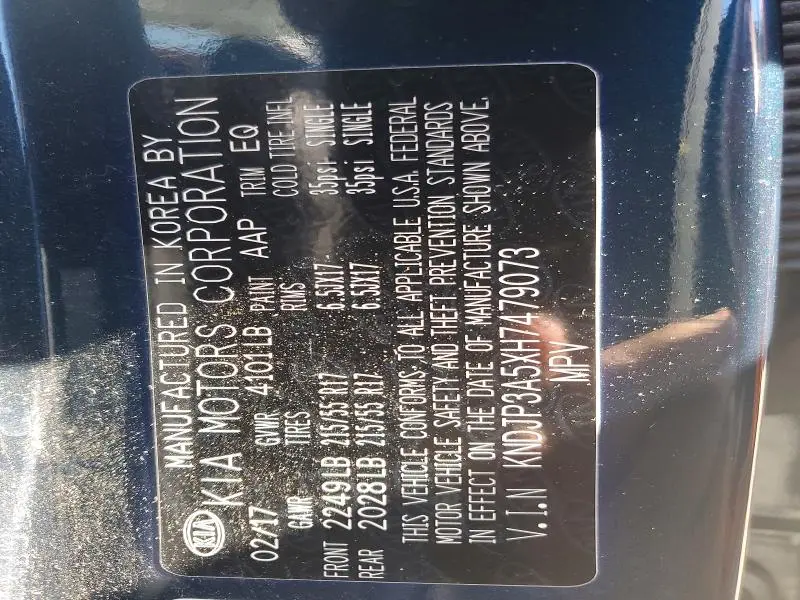 MANUFACTURED IN KOREA BY
KIA KIA MOTORS CORPORATION
02/17 GVWR 4101LB PAINT AAP TRIM EQ
GAWR TIRES RIMS COLD TIRE INFL
FRONT 2249LB 215/55 R17 6.5JX17 35psi SINGLE
REAR 2028LB 215/55 R17 6.5JX17 35psi SINGLE
THIS VEHICLE CONFORMS TO ALL APPLICABLE U.S.A. FEDERAL
MOTOR VEHICLE SAFETY AND THEFT PREVENTION STANDARDS
IN EFFECT ON THE DATE OF MANUFACTURE SHOWN ABOVE.
V.I.N KNDJP3A5XH7479073
MPV